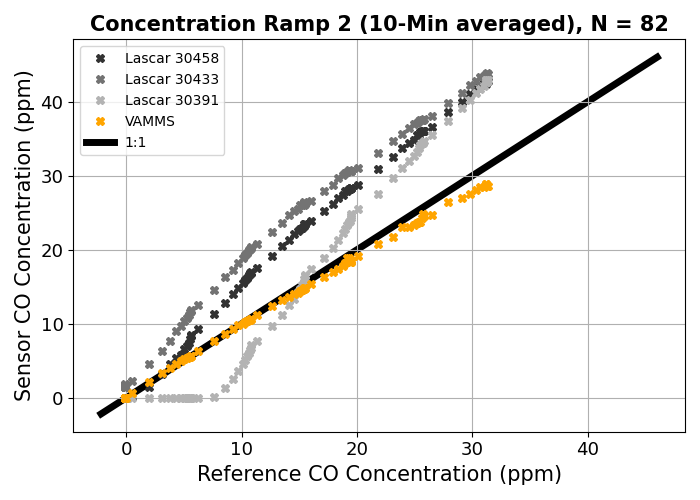 Concentration Ramp 2 (10-Min averaged), N = 82
Lascar 30458
Lascar 30433
Lascar 30391
VAMMS
1:1
Sensor CO Concentration (ppm)
40
30
20
10
0
0 10 20 30 40
Reference CO Concentration (ppm)